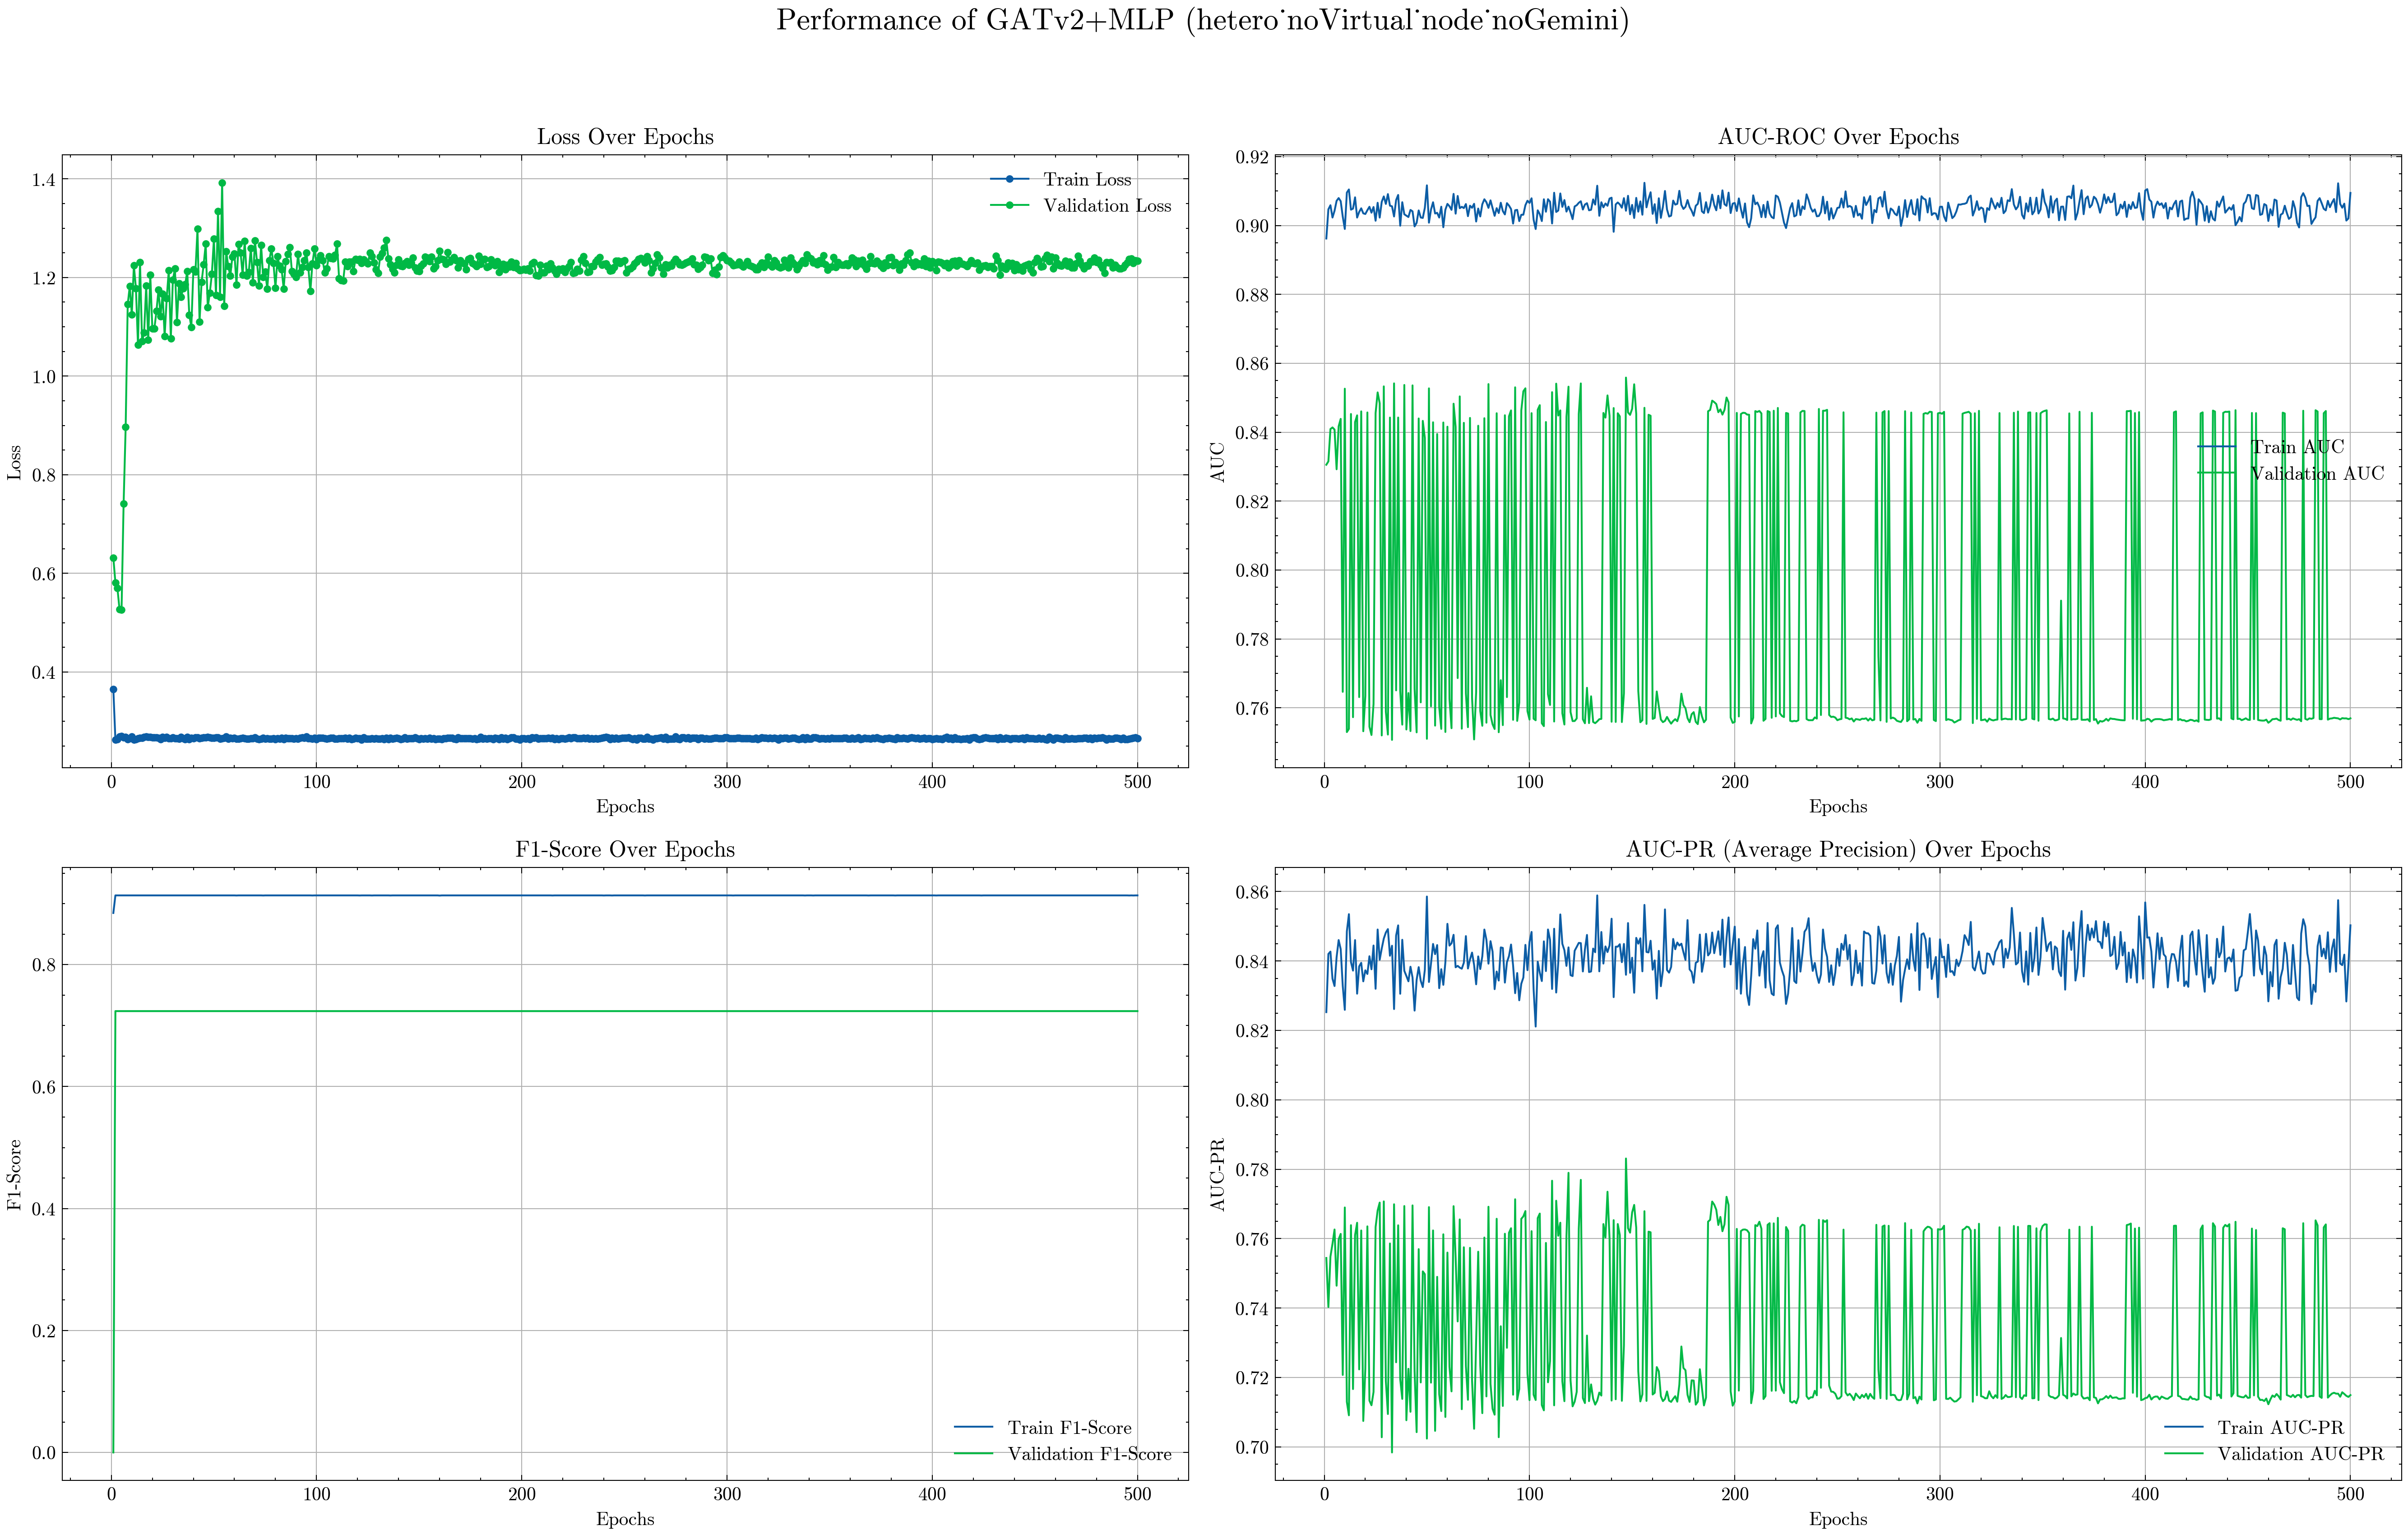 Performance of GATv2+MLP (hetero˙noVirtual˙node˙noGemini)
Loss Over Epochs
1.4
1.2
1.0
0.8
0.6
0.4
Loss
Train Loss
Validation Loss
0 100 200 300 400 500
Epochs
AUC-ROC Over Epochs
0.92
0.90
0.88
0.86
0.84
0.82
0.80
0.78
0.76
AUC
Train AUC
Validation AUC
0 100 200 300 400 500
Epochs
F1-Score Over Epochs
0.8
0.6
0.4
0.2
0.0
F1-Score
Train F1-Score
Validation F1-Score
0 100 200 300 400 500
Epochs
AUC-PR (Average Precision) Over Epochs
0.86
0.84
0.82
0.80
0.78
0.76
0.74
0.72
0.70
AUC-PR
Train AUC-PR
Validation AUC-PR
0 100 200 300 400 500
Epochs